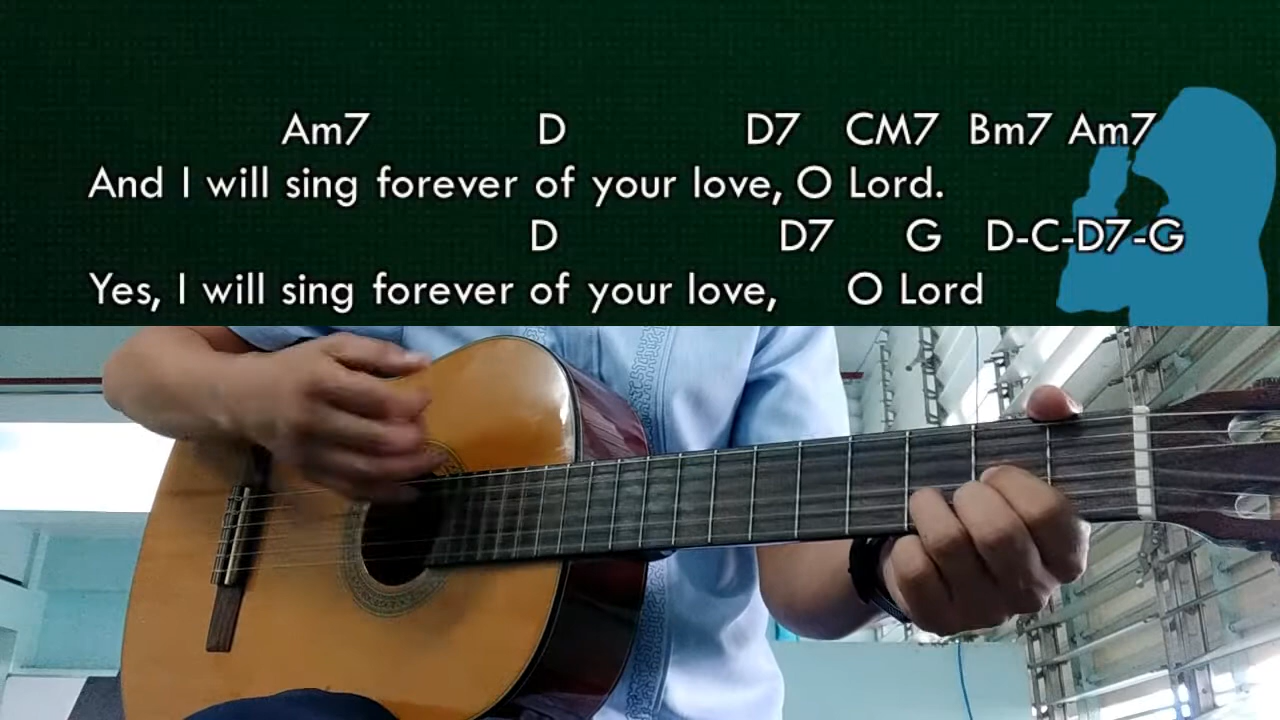 Am7 D D7 CM7 Bm7 Am7
And I will sing forever of your love, O Lord.
D D7 G D-C-D7-G
Yes, I will sing forever of your love, O Lord